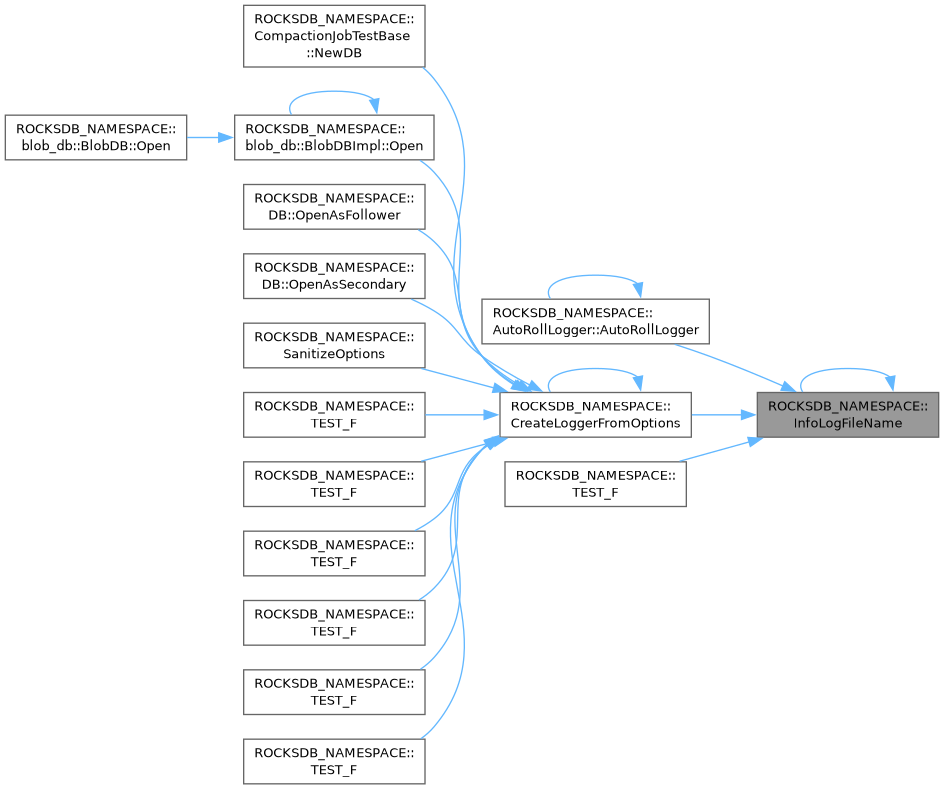 ROCKSDB_NAMESPACE::
CompactionJobTestBase
::NewDB
ROCKSDB_NAMESPACE::
blob_db::BlobDB::Open
ROCKSDB_NAMESPACE::
blob_db::BlobDBImpl::Open
ROCKSDB_NAMESPACE::
DB::OpenAsFollower
ROCKSDB_NAMESPACE::
DB::OpenAsSecondary
ROCKSDB_NAMESPACE::
SanitizeOptions
ROCKSDB_NAMESPACE::
TEST_F
ROCKSDB_NAMESPACE::
TEST_F
ROCKSDB_NAMESPACE::
TEST_F
ROCKSDB_NAMESPACE::
TEST_F
ROCKSDB_NAMESPACE::
TEST_F
ROCKSDB_NAMESPACE::
TEST_F
ROCKSDB_NAMESPACE::
AutoRollLogger::AutoRollLogger
ROCKSDB_NAMESPACE::
CreateLoggerFromOptions
ROCKSDB_NAMESPACE::
TEST_F
ROCKSDB_NAMESPACE::
InfoLogFileName